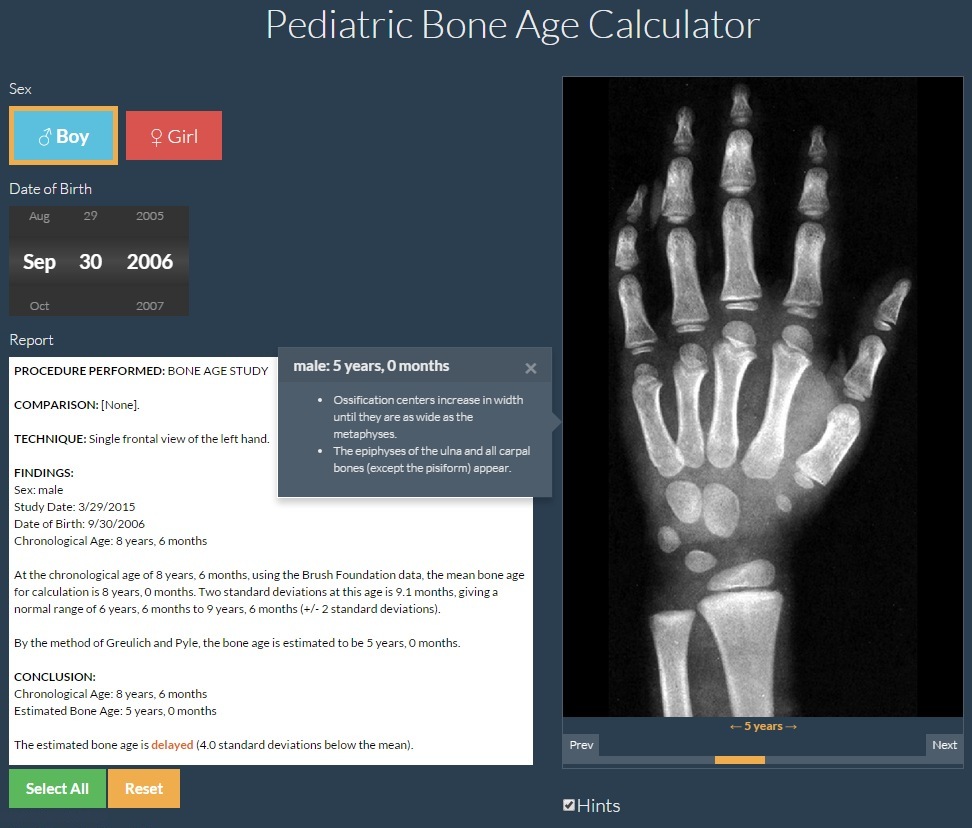 Pediatric Bone Age Calculator
Sex
♂ Boy
♀ Girl
Date of Birth
Aug 29 2005
Sep 30 2006
Oct 2007
Report
PROCEDURE PERFORMED: BONE AGE STUDY
COMPARISON: [None].
TECHNIQUE: Single frontal view of the left hand.
FINDINGS:
Sex: male
Study Date: 3/29/2015
Date of Birth: 9/30/2006
Chronological Age: 8 years, 6 months
At the chronological age of 8 years, 6 months, using the Brush Foundation data, the mean bone age
for calculation is 8 years, 0 months. Two standard deviations at this age is 9.1 months, giving a
normal range of 6 years, 6 months to 9 years, 6 months (+/- 2 standard deviations).
By the method of Greulich and Pyle, the bone age is estimated to be 5 years, 0 months.
CONCLUSION:
Chronological Age: 8 years, 6 months
Estimated Bone Age: 5 years, 0 months
The estimated bone age is delayed (4.0 standard deviations below the mean).
Select All
Reset
male: 5 years, 0 months
×
• Ossification centers increase in width
until they are as wide as the
metaphyses.
• The epiphyses of the ulna and all carpal
bones (except the pisiform) appear.
← 5 years →
Prev
Next
Hints